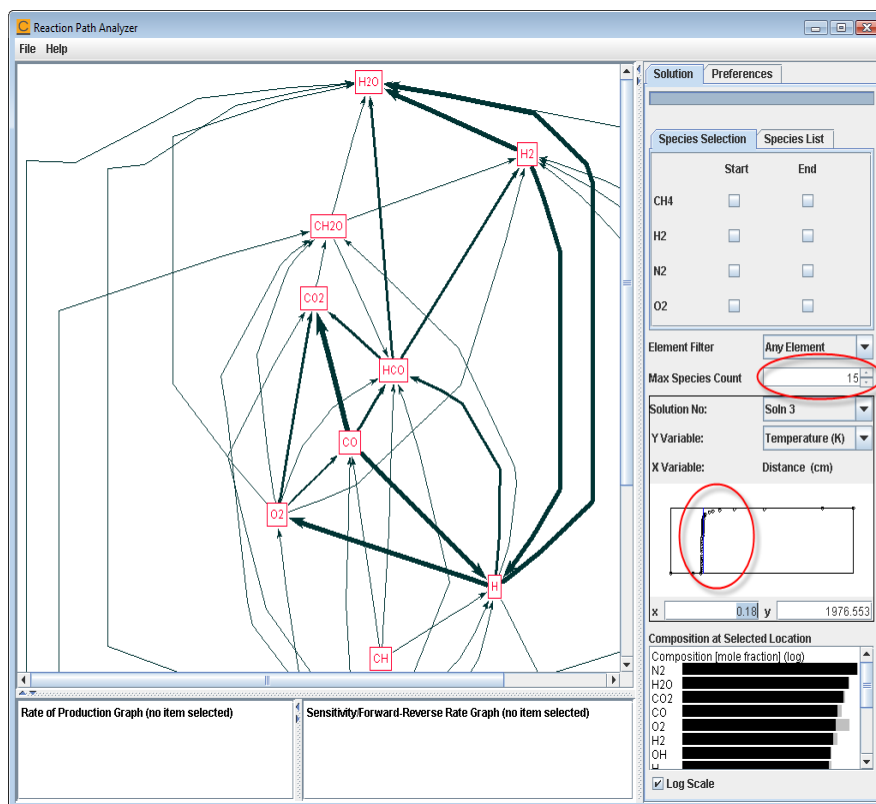 C Reaction Path Analyzer
File Help
H2O
H2
CH2O
CO2
HCO
CO
O2
H
CH
Solution Preferences
Species Selection Species List
Start End
CH4
H2
N2
O2
Element Filter Any Element
Max Species Count 15
Solution No: Soln 3
Y Variable: Temperature (K)
X Variable: Distance (cm)
x 0.18 y 1976.553
Composition at Selected Location
Composition [mole fraction] (log)
N2
H2O
CO2
CO
O2
H2
OH
H
Log Scale
Rate of Production Graph (no item selected)
Sensitivity/Forward-Reverse Rate Graph (no item selected)